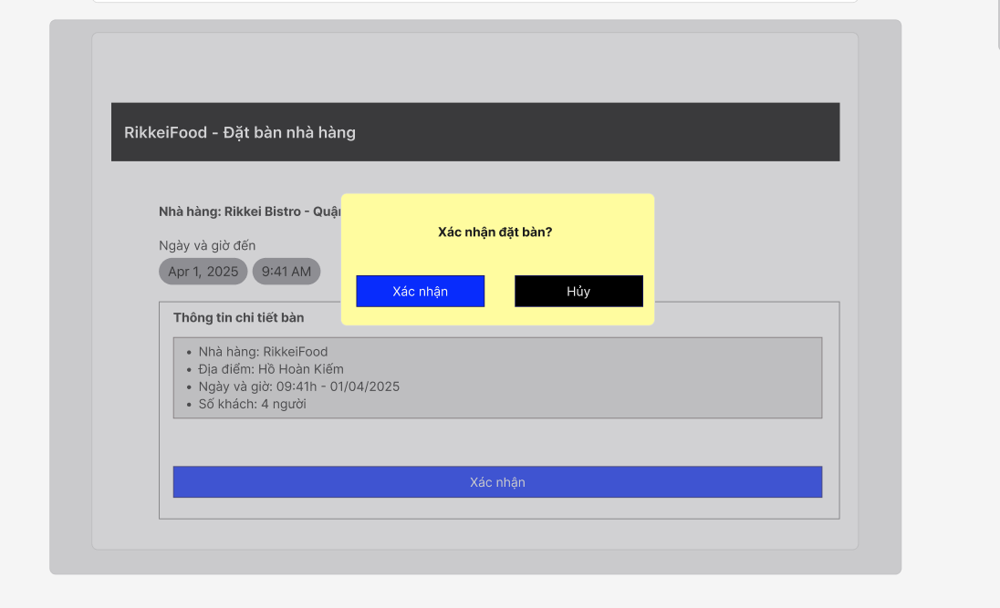 RikkeiFood - Đặt bàn nhà hàng
Nhà hàng: Rikkei Bistro -
Xác nhận đặt bàn?
Ngày và giờ đến
Apr 1, 2025 9:41 AM
Xác nhận Hủy
Thông tin chi tiết bàn
• Nhà hàng: RikkeiFood
• Địa điểm: Hồ Hoàn Kiếm
• Ngày và giờ: 09:41h - 01/04/2025
• Số khách: 4 người
Xác nhận